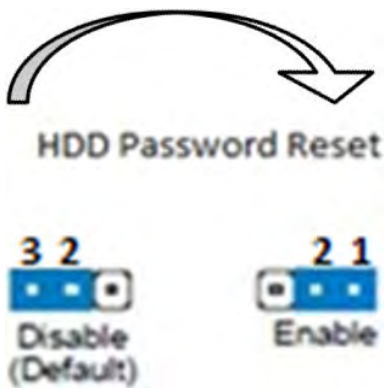 HDD Password Reset
3 2
2 1
Disable
(Default)
Enable